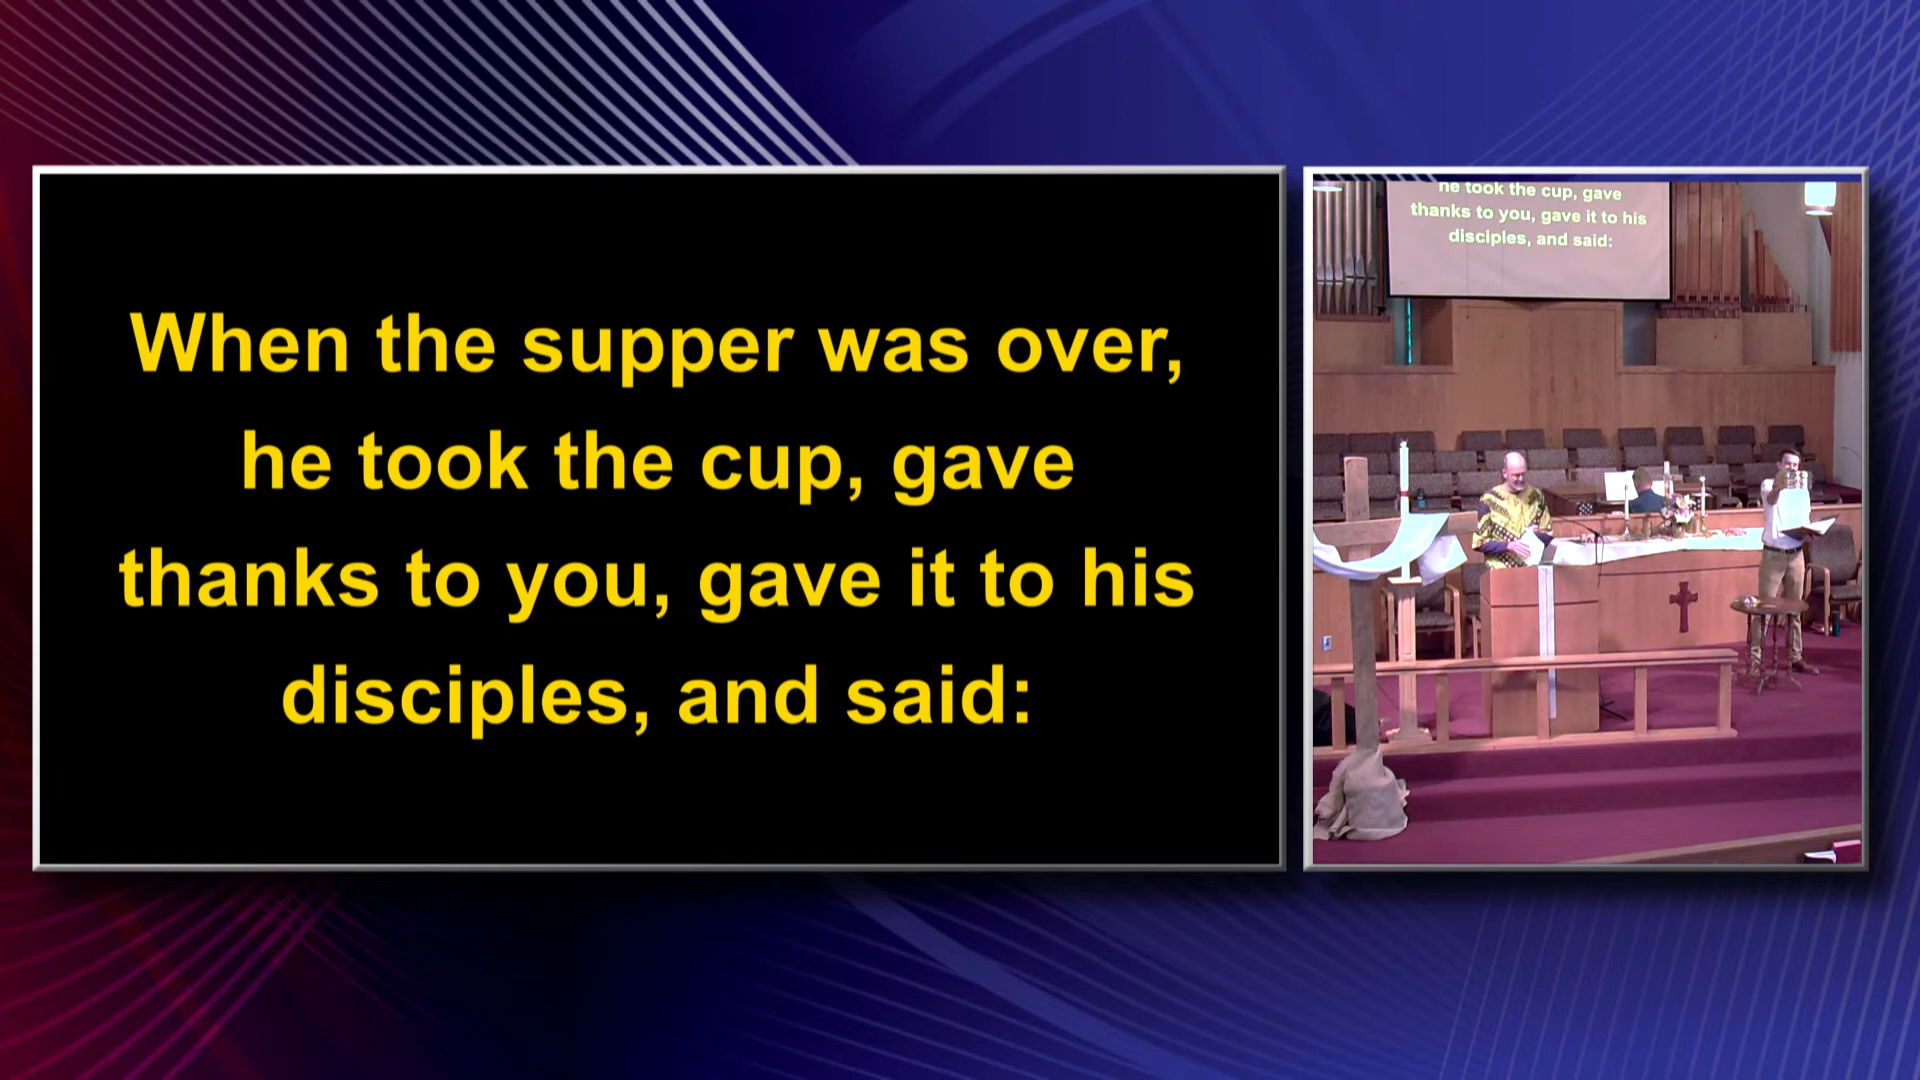 When the supper was over,
he took the cup, gave
thanks to you, gave it to his
disciples, and said:
he took the cup, gave
thanks to you, gave it to his
disciples, and said: